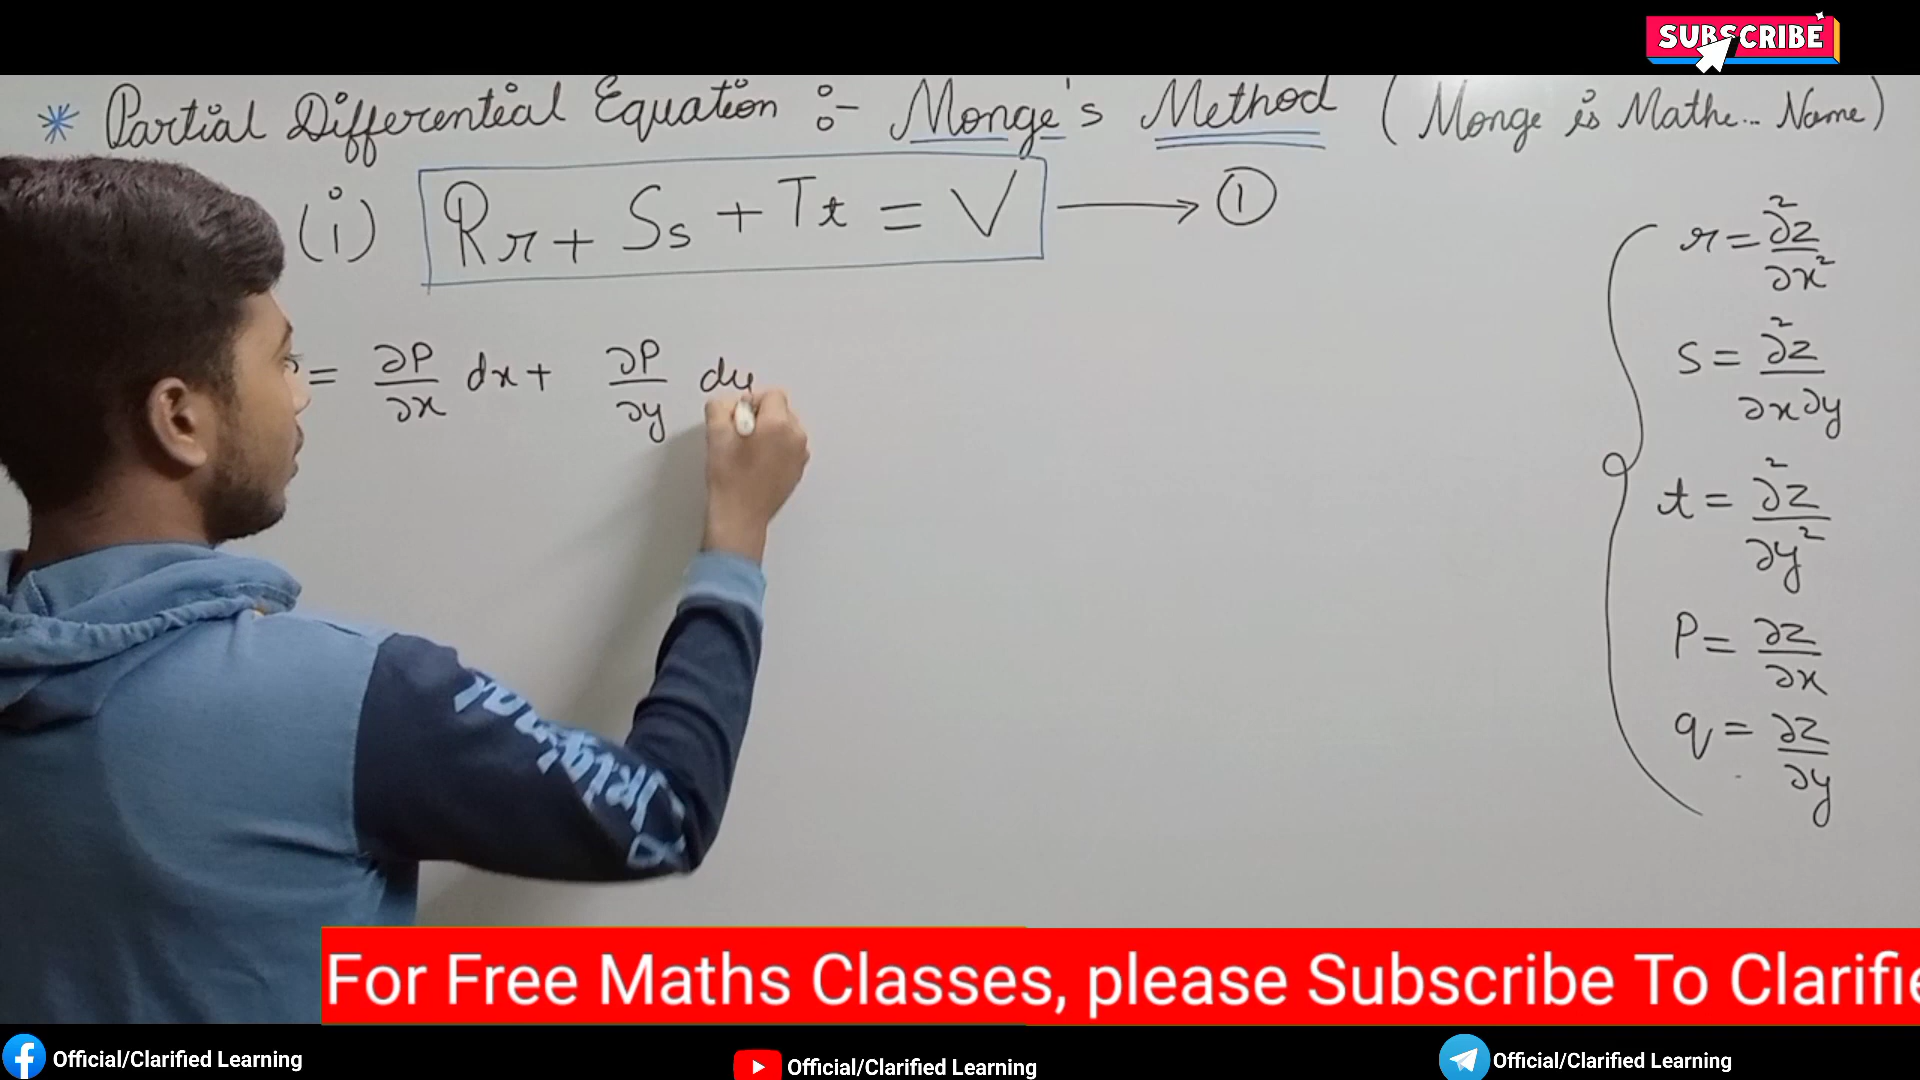 SUBSCRIBE
* Partial Differential Equation :- Monge's Method ( Monge is Mathe... Name )
(i) Rr + Ss + Tt = V → ①
= ∂P/∂x dx + ∂P/∂y dy
r = ∂²z/∂x²
s = ∂²z/∂x∂y
t = ∂²z/∂y²
P = ∂z/∂x
q = ∂z/∂y
Original
For Free Maths Classes, please Subscribe To Clarifie
Official/Clarified Learning
Official/Clarified Learning
Official/Clarified Learning